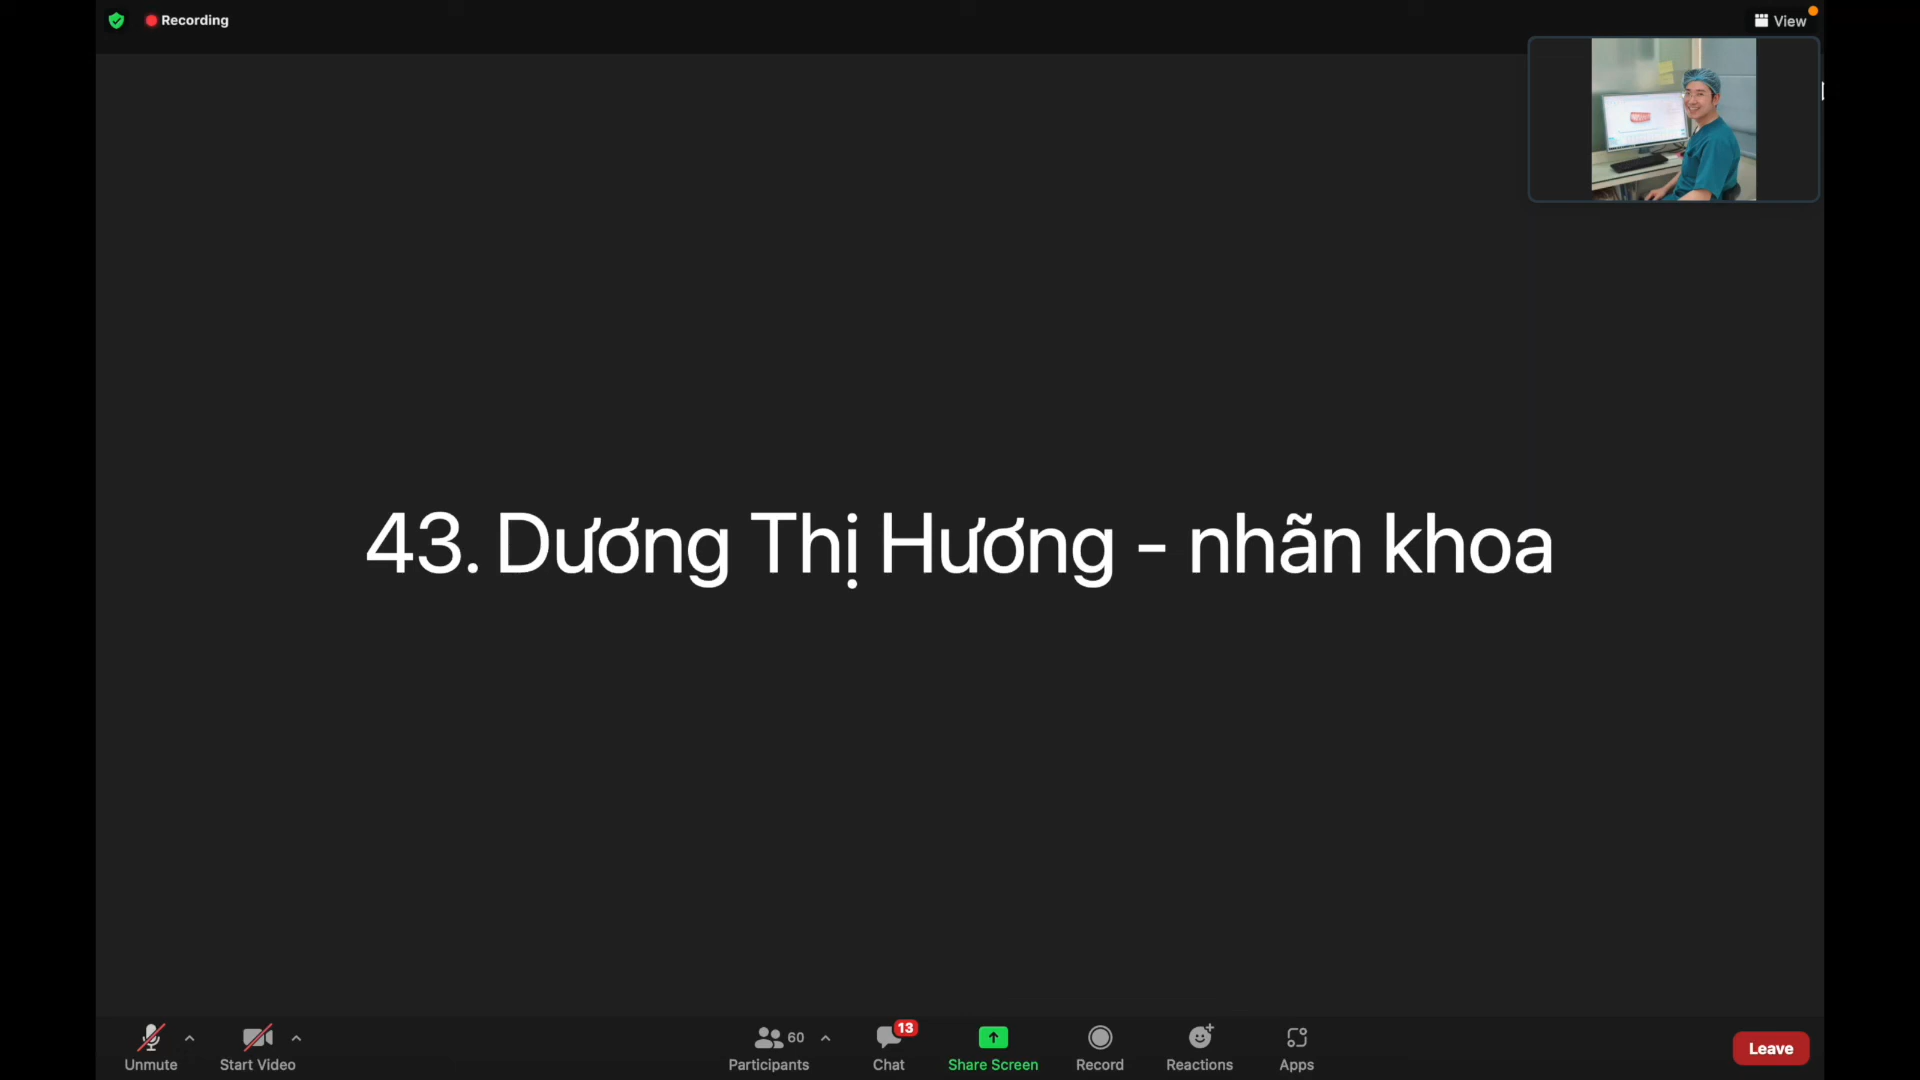 Recording
View
43. Dương Thị Hương - nhãn khoa
Unmute
Start Video
60
Participants
13
Chat
Share Screen
Record
Reactions
Apps
Leave